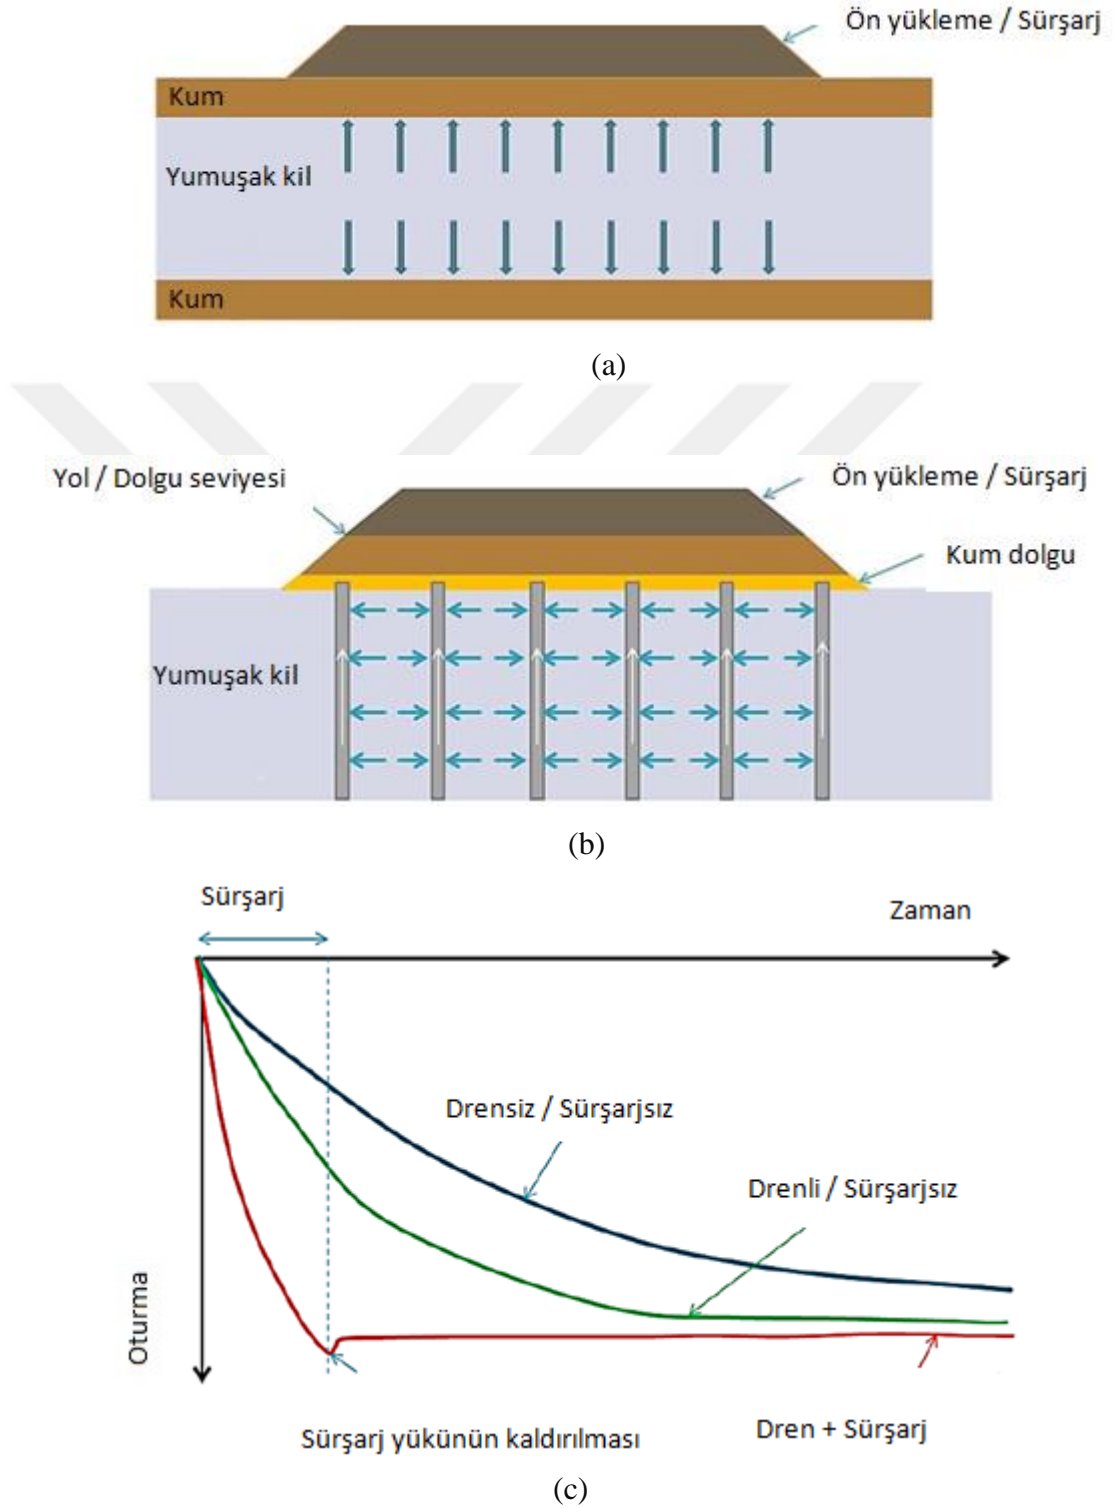 Ön yükleme / Sürşarj
Kum
Yumuşak kil
Kum
(a)
Yol / Dolgu seviyesi
Ön yükleme / Sürşarj
Kum dolgu
Yumuşak kil
(b)
Sürşarj
Zaman
Drensiz / Sürşarjsız
Drenli / Sürşarjsız
Oturma
Sürşarj yükünün kaldırılması
Dren + Sürşarj
(c)